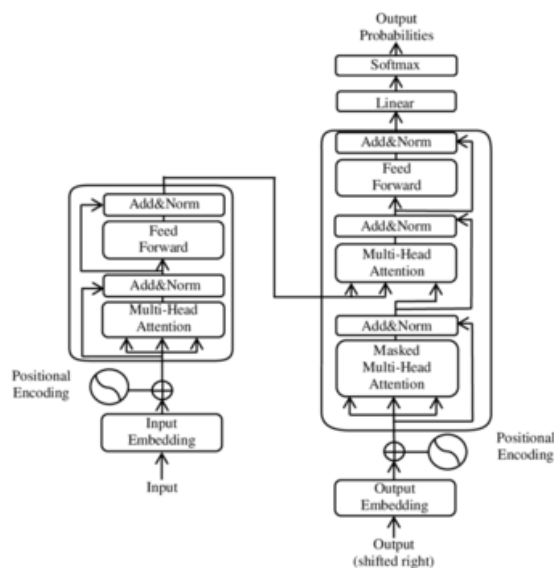 Output
Probabilities
Softmax
Linear
Add&Norm
Feed
Forward
Add&Norm
Multi-Head
Attention
Add&Norm
Masked
Multi-Head
Attention
Positional
Encoding
Output
Embedding
Output
(shifted right)
Add&Norm
Feed
Forward
Add&Norm
Multi-Head
Attention
Positional
Encoding
Input
Embedding
Input